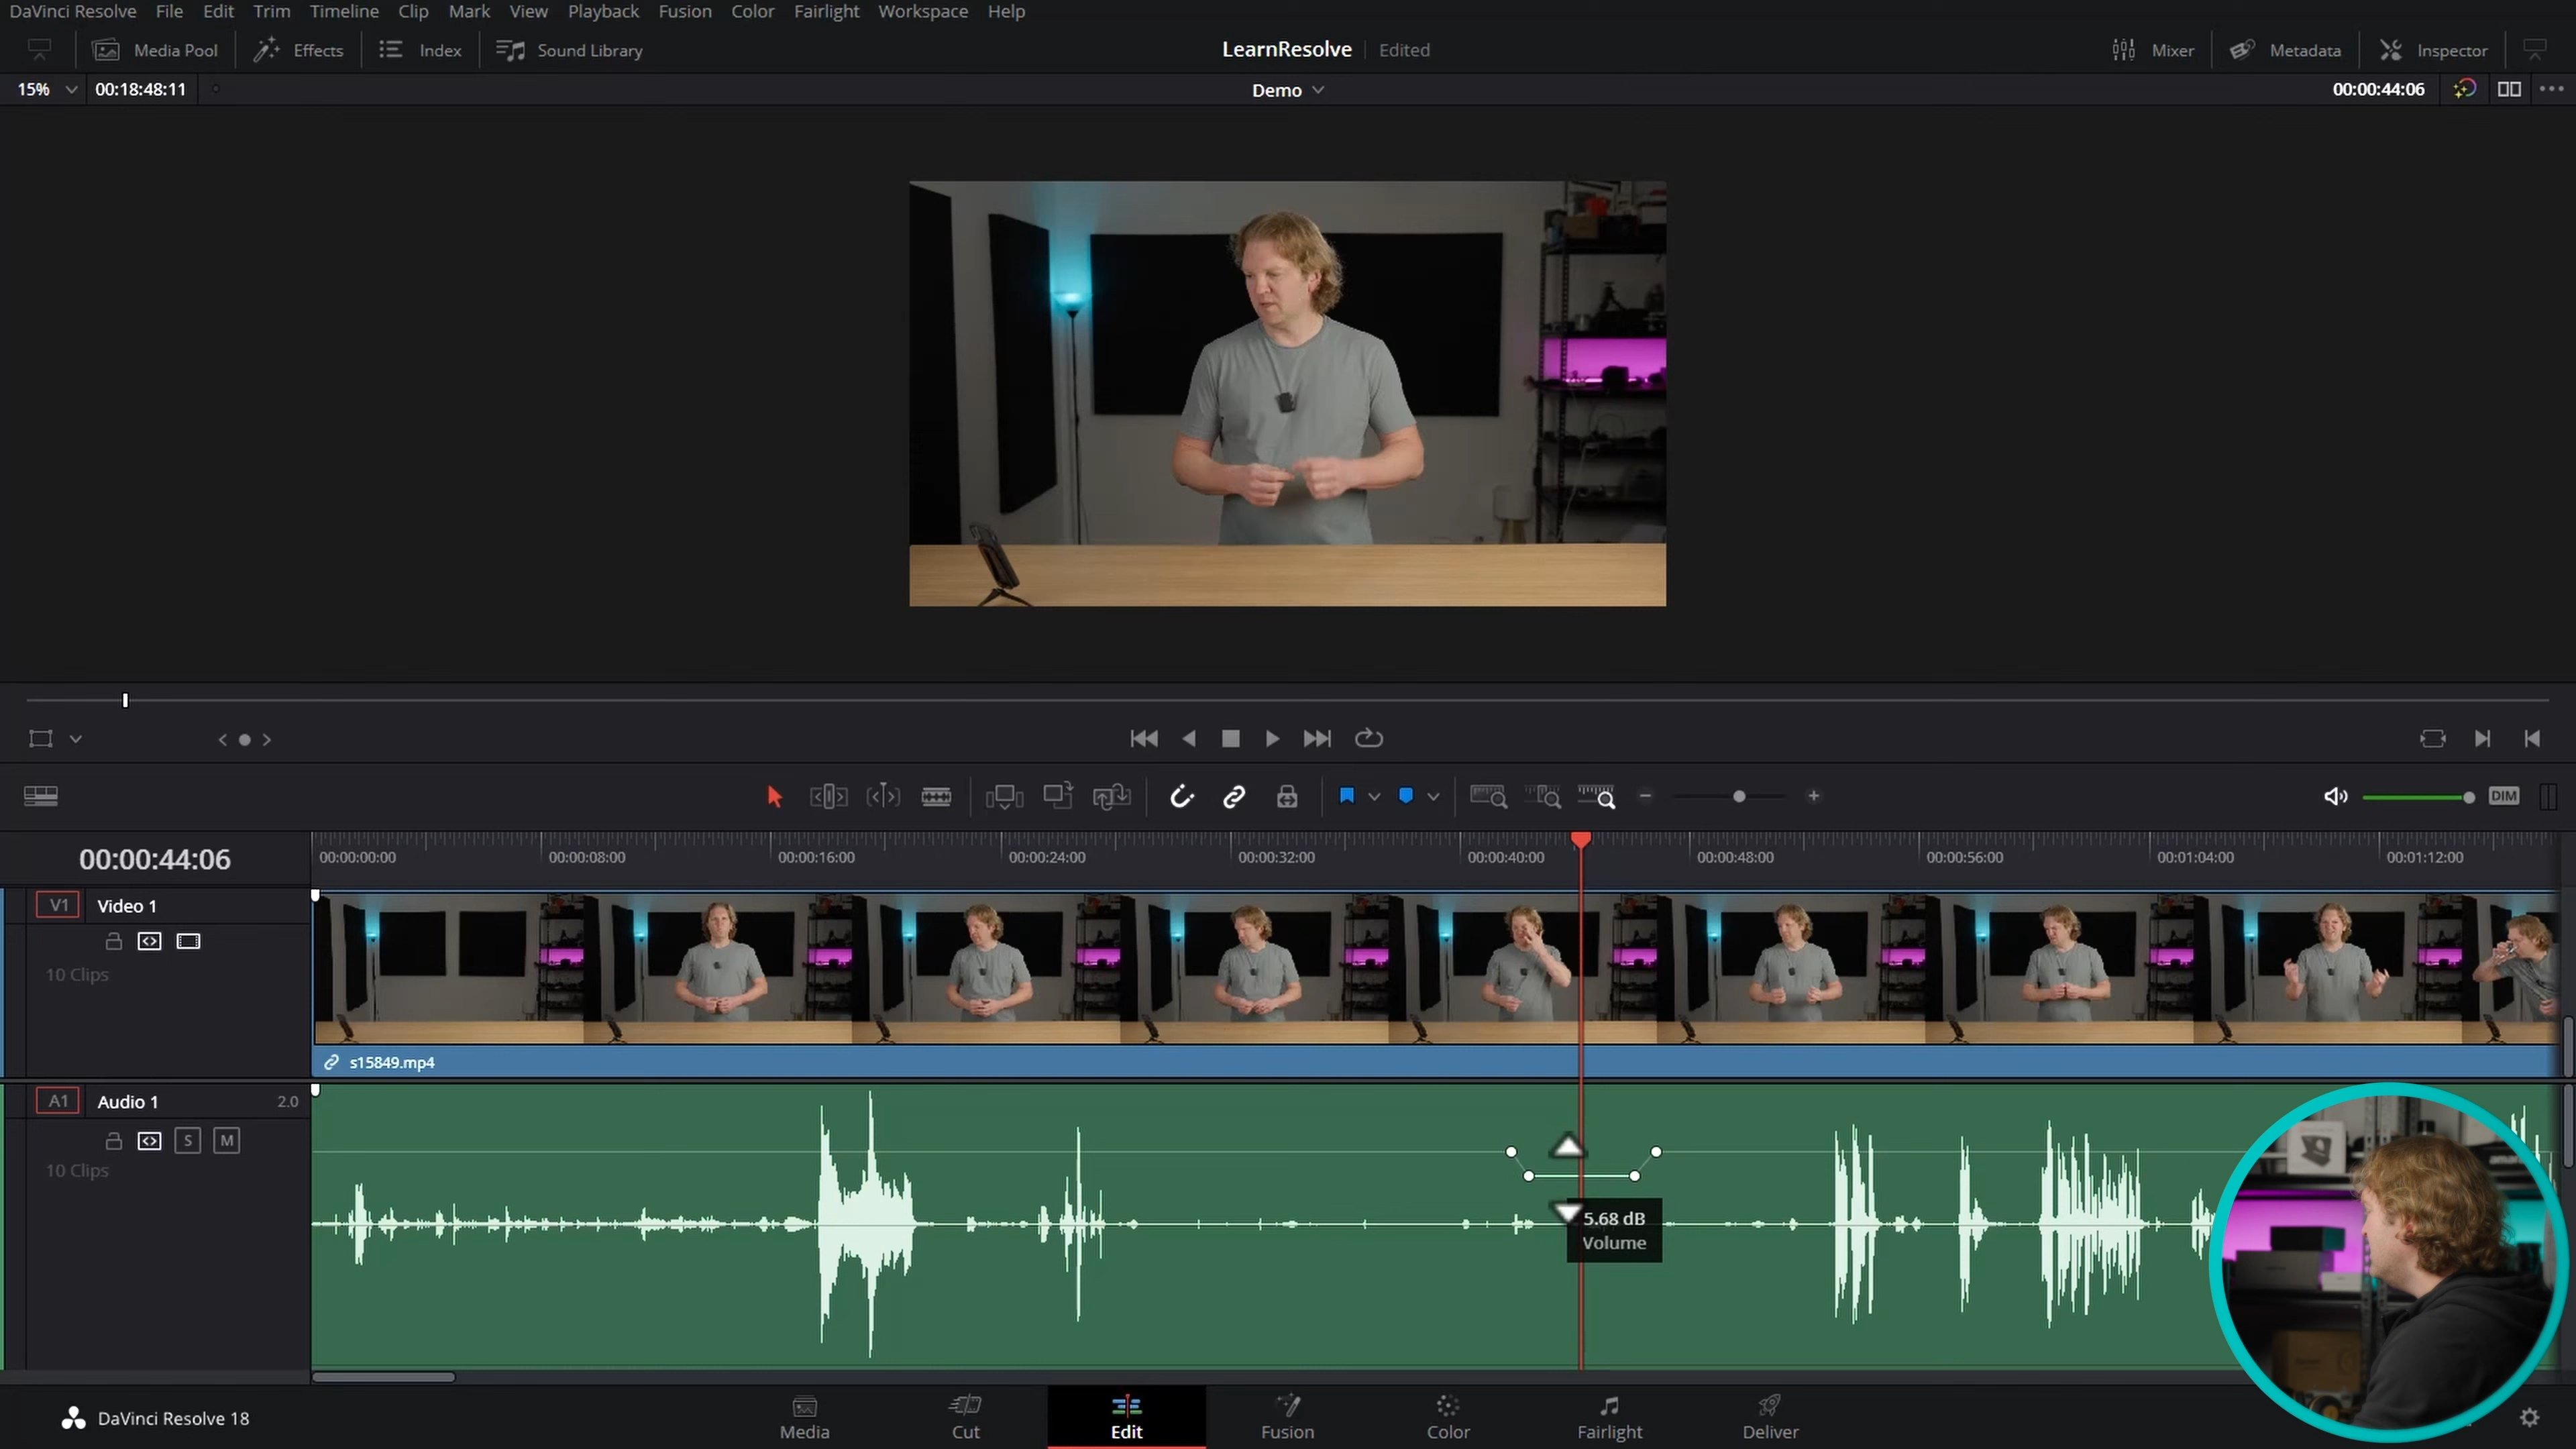 DaVinci Resolve File Edit Trim Timeline Clip Mark View Playback Fusion Color Fairlight Workspace Help
Media Pool Effects Index Sound Library LearnResolve Edited Mixer Metadata Inspector
15% 00:18:48:11 Demo 00:00:44:06
DIM
00:00:44:06 00:00:00:00 00:00:08:00 00:00:16:00 00:00:24:00 00:00:32:00 00:00:40:00 00:00:48:00 00:00:56:00 00:01:04:00 00:01:12:00
V1 Video 1
10 Clips
s15849.mp4
A1 Audio 1 2.0
S M
10 Clips
5.68 dB
Volume
DaVinci Resolve 18 Media Cut Edit Fusion Color Fairlight Deliver